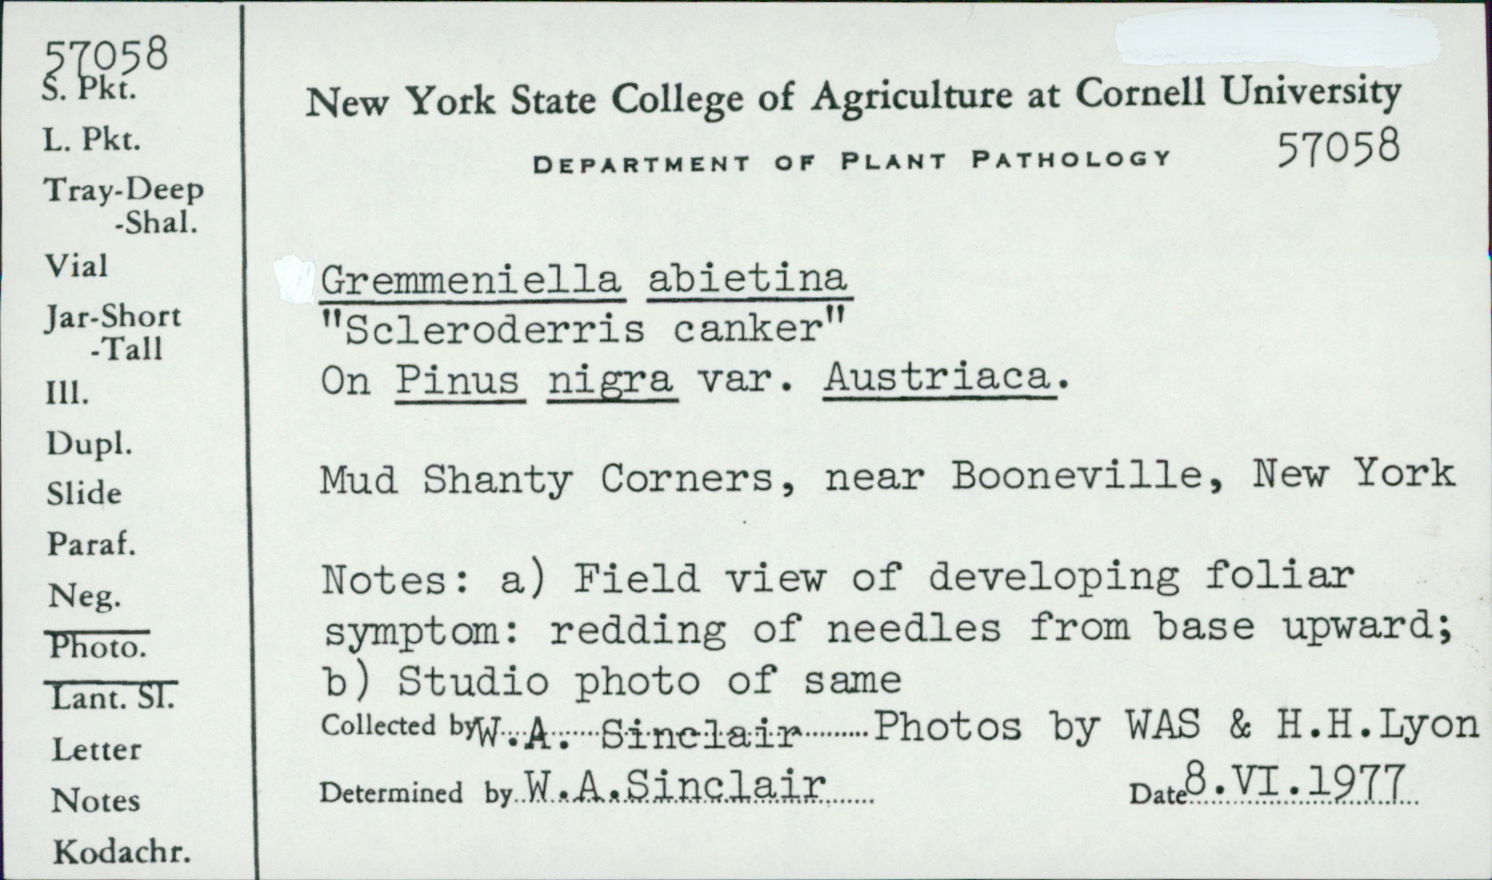 57058
S. Pkt.
L. Pkt.
Tray-Deep
-Shal.
Vial
Jar-Short
-Tall
Ill.
Dupl.
Slide
Paraf.
Neg.
Photo.
Lant. Sl.
Letter
Notes
Kodachr.
New York State College of Agriculture at Cornell University
DEPARTMENT OF PLANT PATHOLOGY
57058
Gremmeniella abietina
"Scleroderris canker"
On Pinus nigra var. Austriaca.
Mud Shanty Corners, near Booneville, New York
Notes: a) Field view of developing foliar
symptom: redding of needles from base upward;
b) Studio photo of same
Collected by W.A. Sinclair Photos by WAS & H.H.Lyon
Determined by W.A.Sinclair Date 8.VI.1977